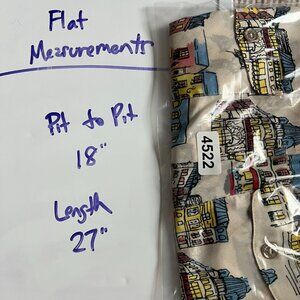 Flat
Measurements
Pit to Pit
18"
Length
27"
4522